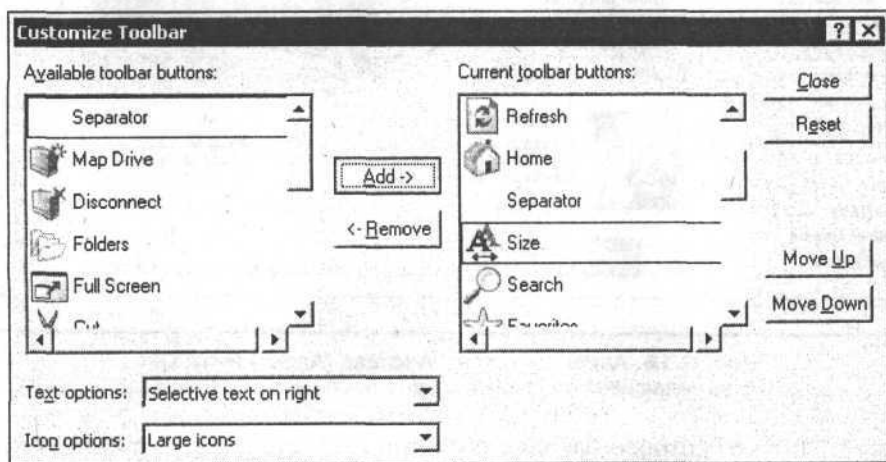 Customize Toolbar
Available toolbar buttons:
Separator
Map Drive
Disconnect
Folders
Full Screen
Cut
Add ->
<- Remove
Current toolbar buttons:
Refresh
Home
Separator
Size
Search
Favorites
Close
Reset
Move Up
Move Down
Text options: Selective text on right
Icon options: Large icons